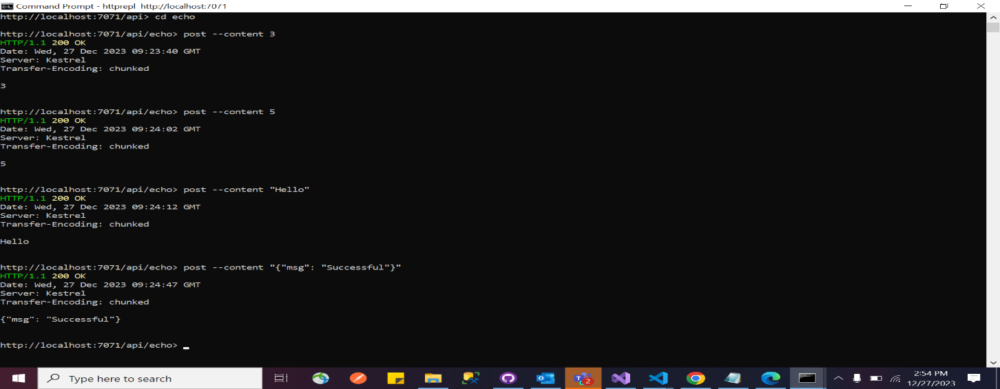 Command Prompt - httprepl http://localhost:7071
http://localhost:7071/api> cd echo
http://localhost:7071/api/echo> post --content 3
HTTP/1.1 200 OK
Date: Wed, 27 Dec 2023 09:23:40 GMT
Server: Kestrel
Transfer-Encoding: chunked
3
http://localhost:7071/api/echo> post --content 5
HTTP/1.1 200 OK
Date: Wed, 27 Dec 2023 09:24:02 GMT
Server: Kestrel
Transfer-Encoding: chunked
5
http://localhost:7071/api/echo> post --content "Hello"
HTTP/1.1 200 OK
Date: Wed, 27 Dec 2023 09:24:12 GMT
Server: Kestrel
Transfer-Encoding: chunked
Hello
http://localhost:7071/api/echo> post --content "{"msg": "Successful"}"
HTTP/1.1 200 OK
Date: Wed, 27 Dec 2023 09:24:47 GMT
Server: Kestrel
Transfer-Encoding: chunked
{"msg": "Successful"}
http://localhost:7071/api/echo>
Type here to search
2
2:54 PM
12/27/2023